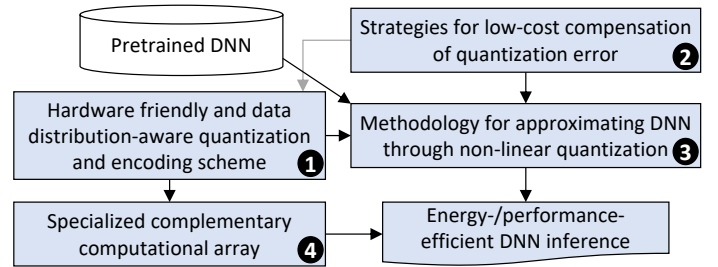 Pretrained DNN
Strategies for low-cost compensation
of quantization error
2
Hardware friendly and data
distribution-aware quantization
and encoding scheme
1
Methodology for approximating DNN
through non-linear quantization
3
Specialized complementary
computational array
4
Energy-/performance-
efficient DNN inference